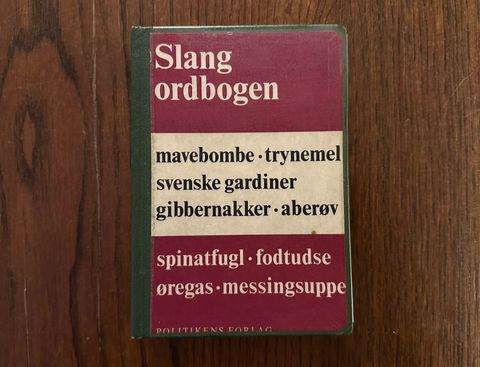 Slang
ordbogen
mavebombe · trynemel
svenske gardiner
gibbernakker · aberøv
spinatfugl · fodtudse
øregas · messingsuppe
POLITIKENS FORLAG